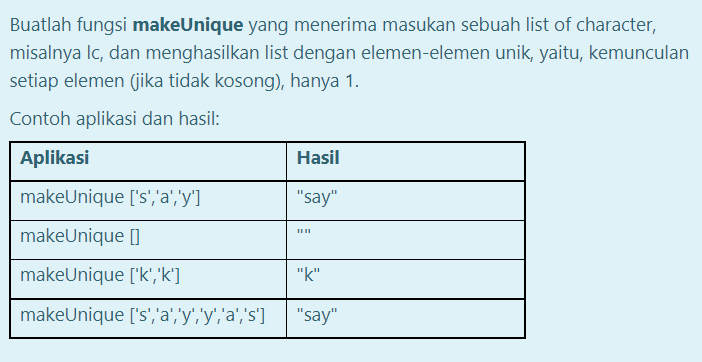 Buatlah fungsi makeUnique yang menerima masukan sebuah list of character,
misalnya lc, dan menghasilkan list dengan elemen-elemen unik, yaitu, kemunculan
setiap elemen (jika tidak kosong), hanya 1.
Contoh aplikasi dan hasil:
Aplikasi Hasil
makeUnique ['s','a','y'] "say"
makeUnique [] ""
makeUnique ['k','k'] "k"
makeUnique ['s','a','y','y','a','s'] "say"